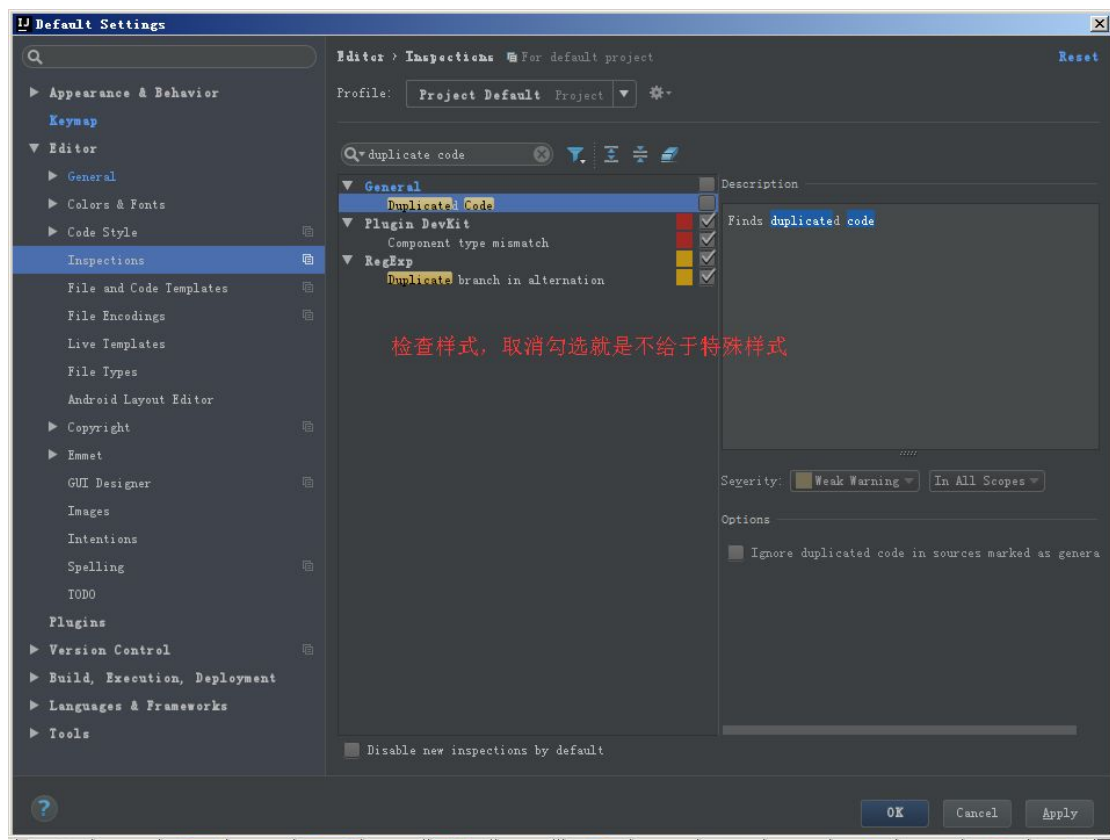 Default Settings
Appearance & Behavior
Keymap
Editor
General
Colors & Fonts
Code Style
Inspections
File and Code Templates
File Encodings
Live Templates
File Types
Android Layout Editor
Copyright
Emmet
GUI Designer
Images
Intentions
Spelling
TODO
Plugins
Version Control
Build, Execution, Deployment
Languages & Frameworks
Tools
Editor › Inspections For default project
Reset
Profile: Project Default Project
duplicate code
General
Duplicated Code
Plugin DevKit
Component type mismatch
RegExp
Duplicate branch in alternation
检查样式，取消勾选就是不给于特殊样式
Description
Finds duplicated code
Severity: Weak Warning In All Scopes
Options
Ignore duplicated code in sources marked as genera
Disable new inspections by default
?
OK Cancel Apply